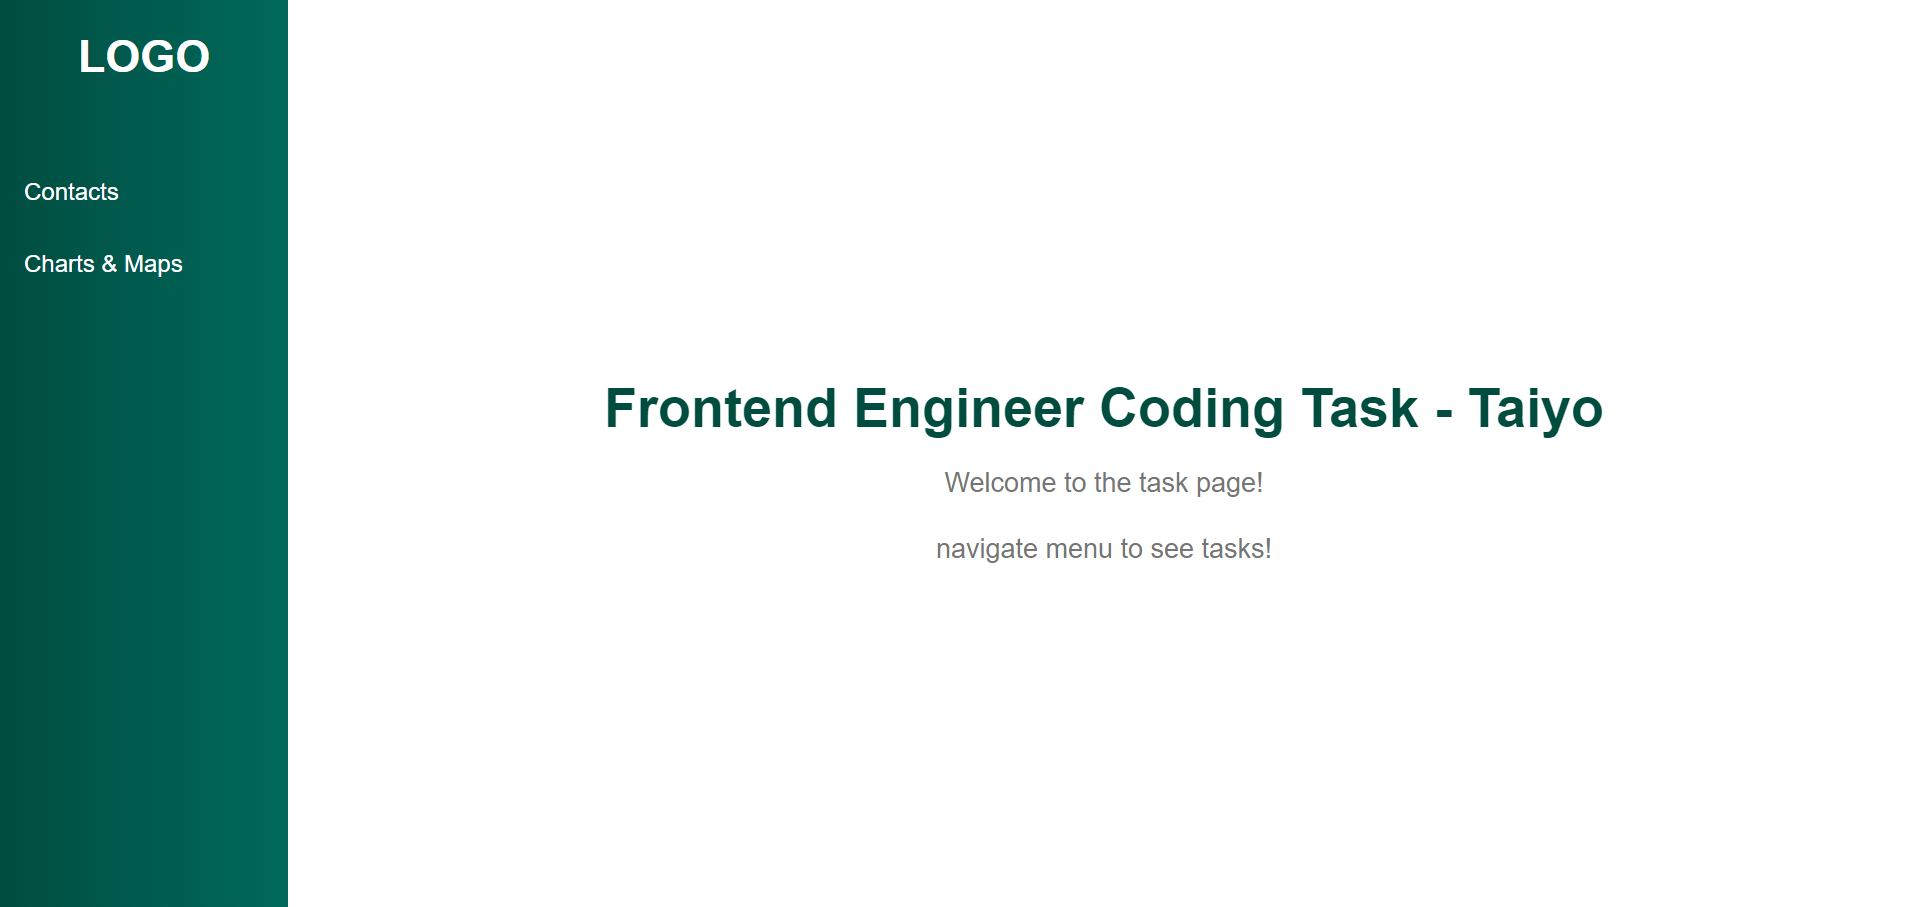 LOGO
Contacts
Charts & Maps
Frontend Engineer Coding Task - Taiyo
Welcome to the task page!
navigate menu to see tasks!